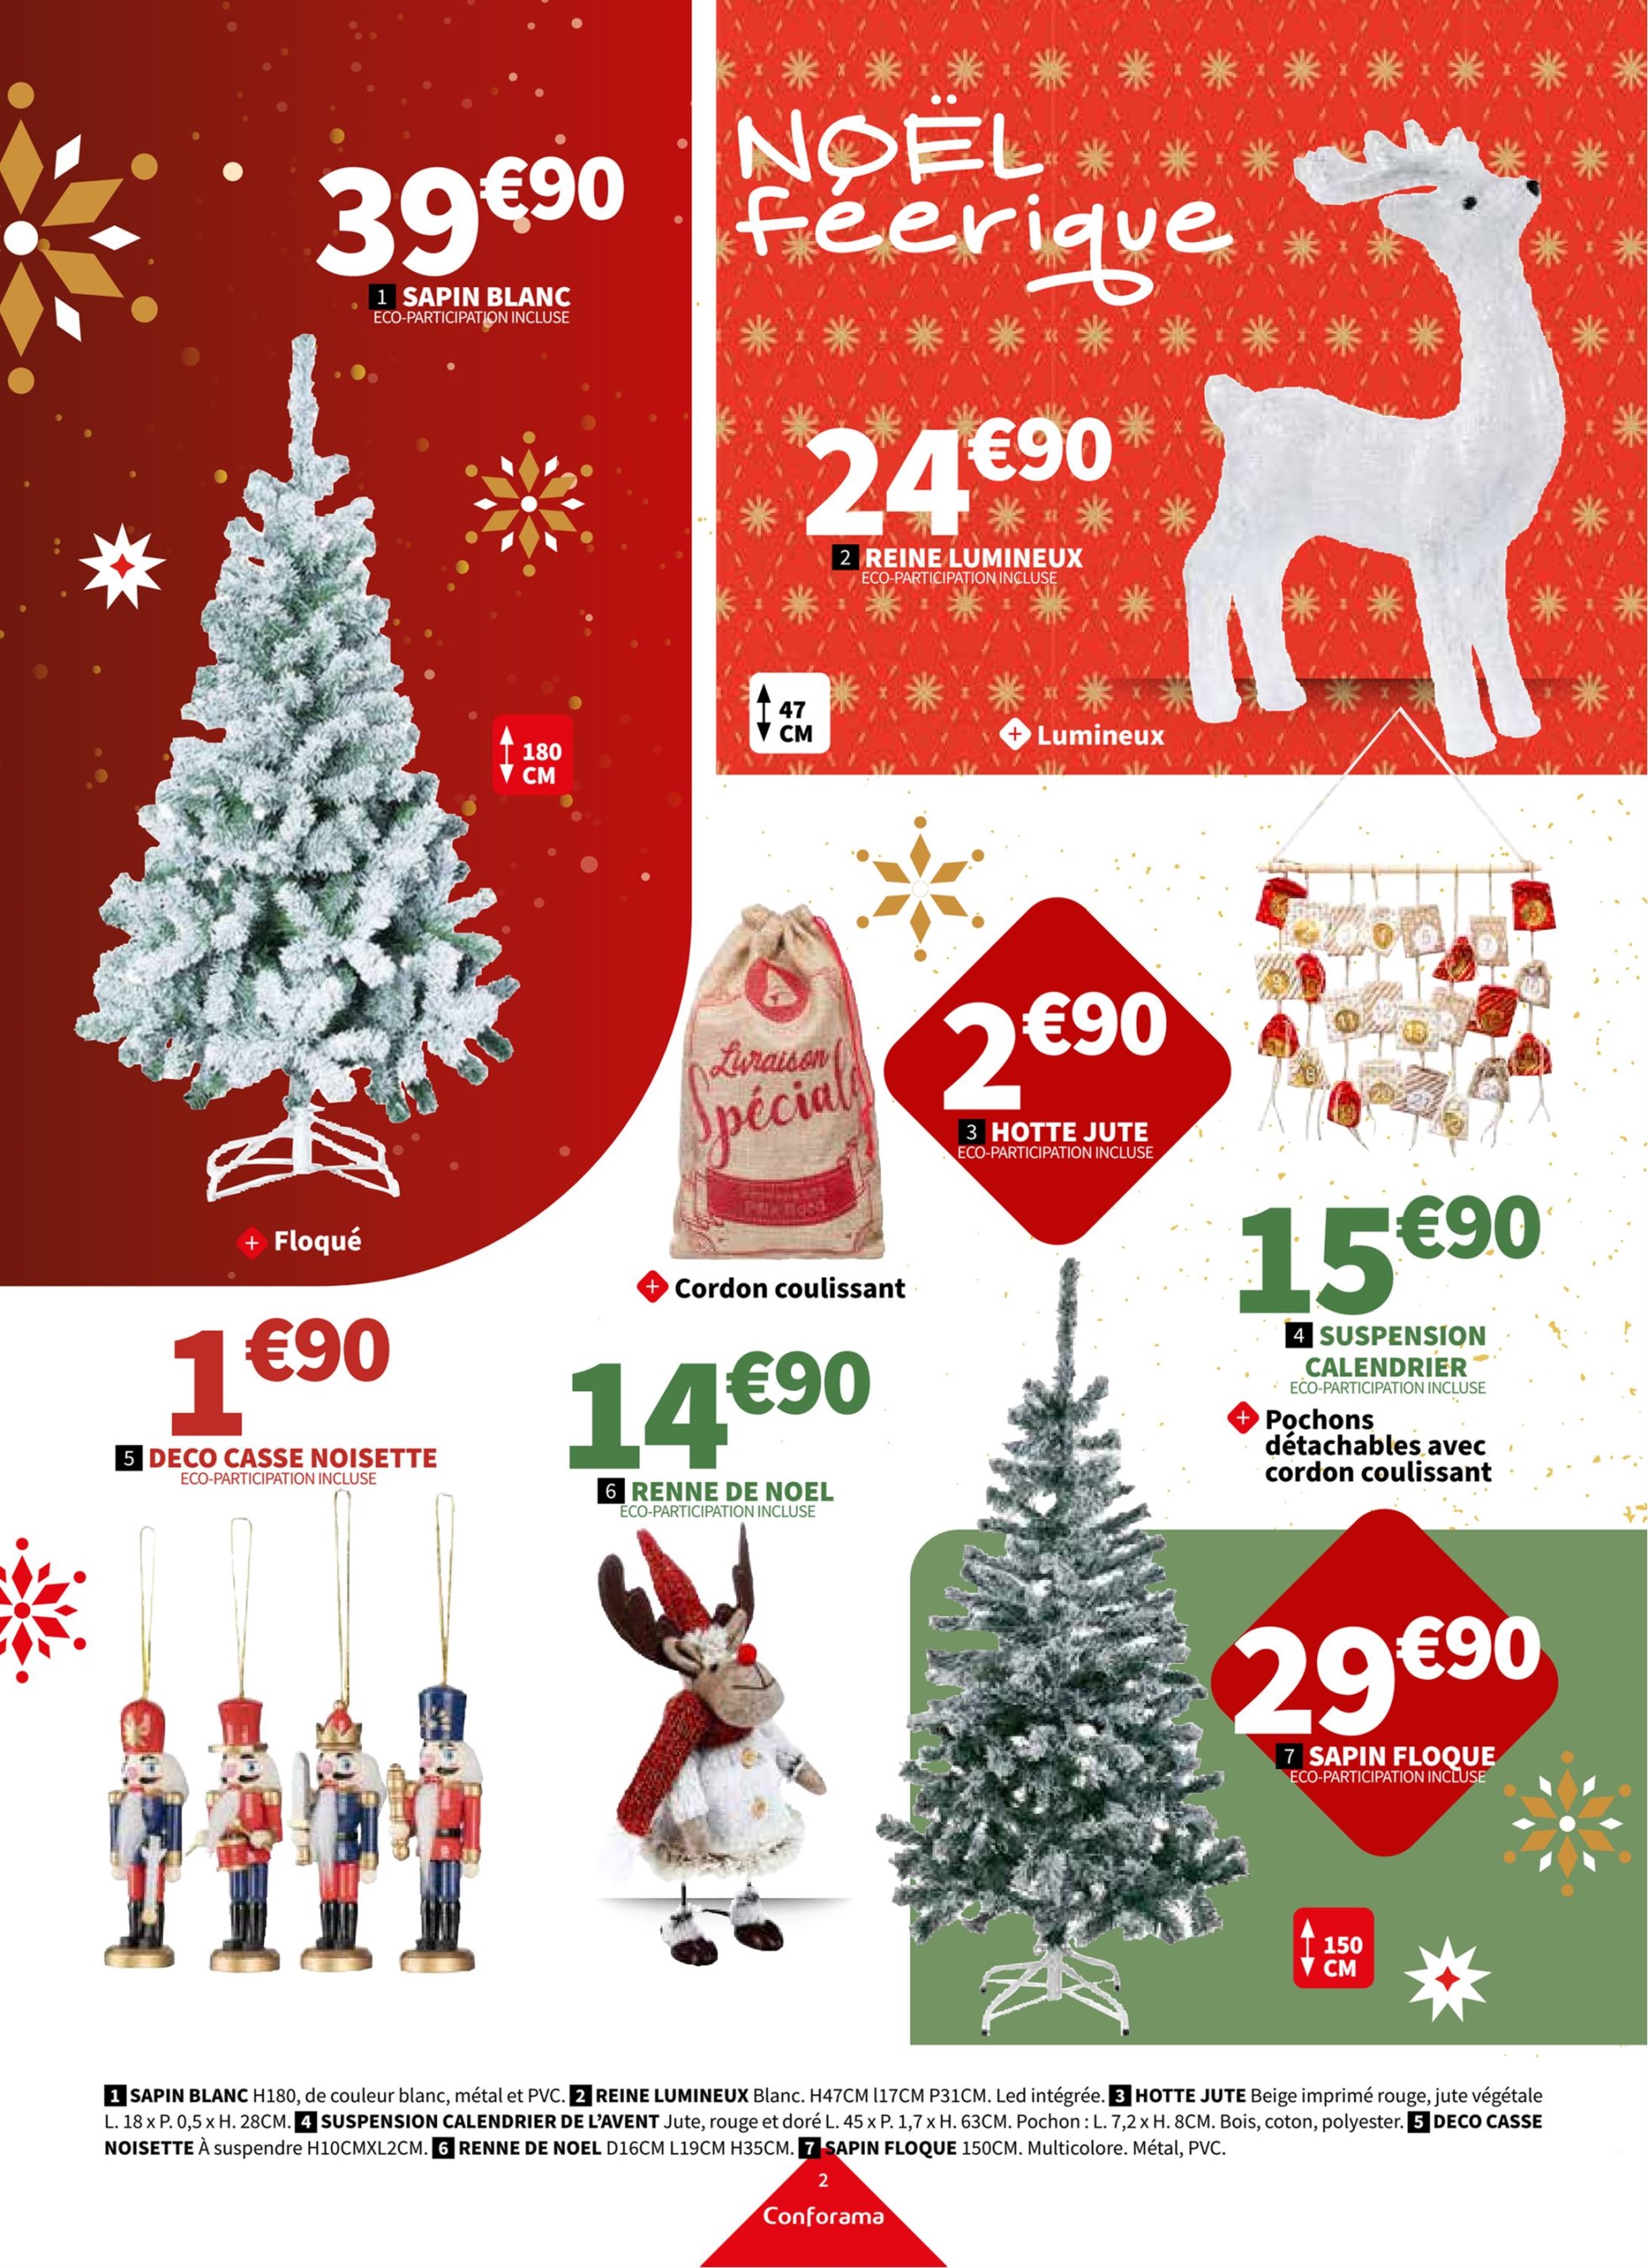 NOËL
féerique
39€90
1 SAPIN BLANC
ECO-PARTICIPATION INCLUSE
180
CM
+ Floqué
24€90
2 REINE LUMINEUX
ECO-PARTICIPATION INCLUSE
47
CM
+ Lumineux
Livraison
Spéciale
+ Cordon coulissant
2€90
3 HOTTE JUTE
ECO-PARTICIPATION INCLUSE
15€90
4 SUSPENSION
CALENDRIER
ECO-PARTICIPATION INCLUSE
+ Pochons
détachables avec
cordon coulissant
1€90
5 DECO CASSE NOISETTE
ECO-PARTICIPATION INCLUSE
14€90
6 RENNE DE NOEL
ECO-PARTICIPATION INCLUSE
29€90
7 SAPIN FLOQUE
ECO-PARTICIPATION INCLUSE
150
CM
1 SAPIN BLANC H180, de couleur blanc, métal et PVC. 2 REINE LUMINEUX Blanc. H47CM l17CM P31CM. Led intégrée. 3 HOTTE JUTE Beige imprimé rouge, jute végétale
L. 18 x P. 0,5 x H. 28CM. 4 SUSPENSION CALENDRIER DE L’AVENT Jute, rouge et doré L. 45 x P. 1,7 x H. 63CM. Pochon : L. 7,2 x H. 8CM. Bois, coton, polyester. 5 DECO CASSE
NOISETTE À suspendre H10CMXL2CM. 6 RENNE DE NOEL D16CM L19CM H35CM. 7 SAPIN FLOQUE 150CM. Multicolore. Métal, PVC.
2
Conforama